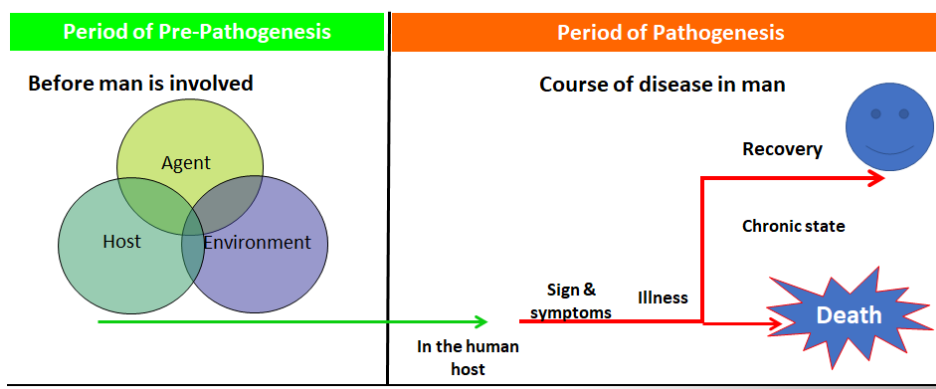 Period of Pre-Pathogenesis
Period of Pathogenesis
Before man is involved
Course of disease in man
Agent
Host
Environment
Recovery
Chronic state
Sign &
symptoms
Illness
Death
In the human
host